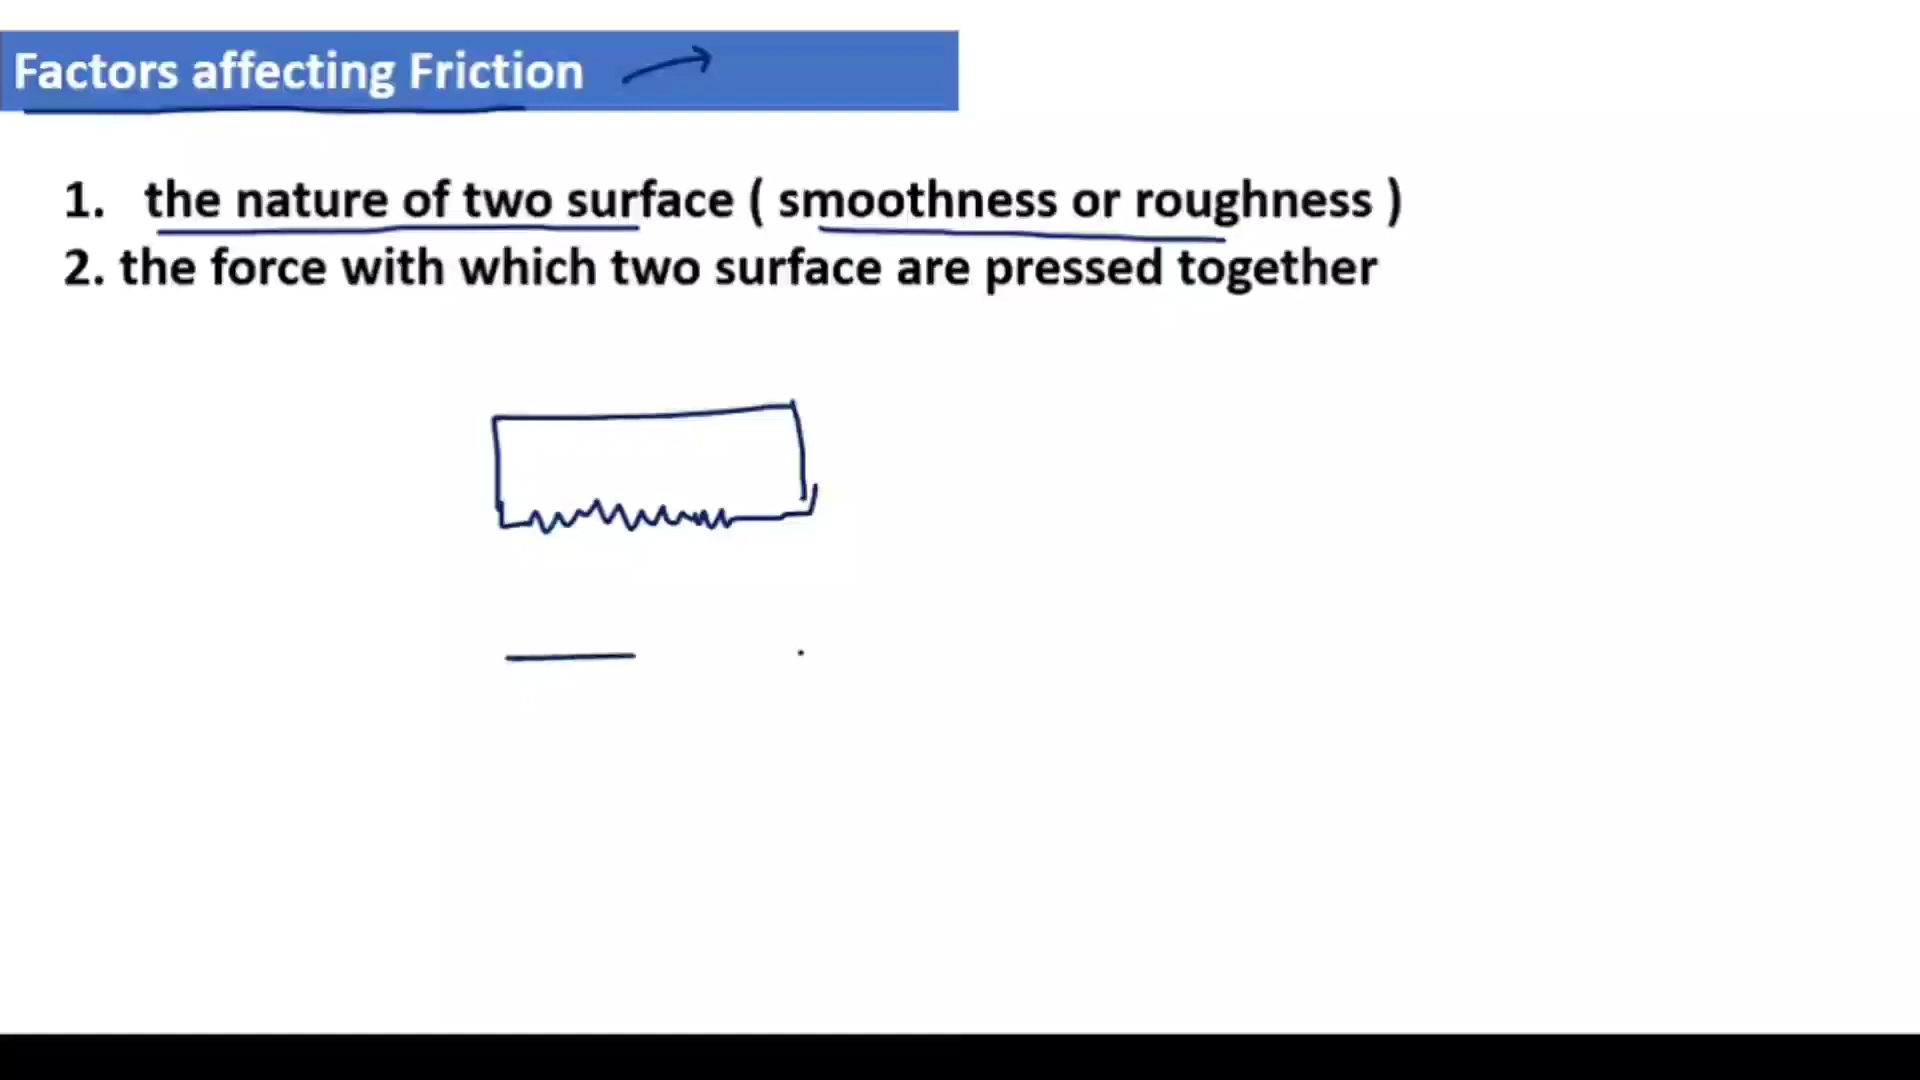 Factors affecting Friction
1. the nature of two surface ( smoothness or roughness )
2. the force with which two surface are pressed together